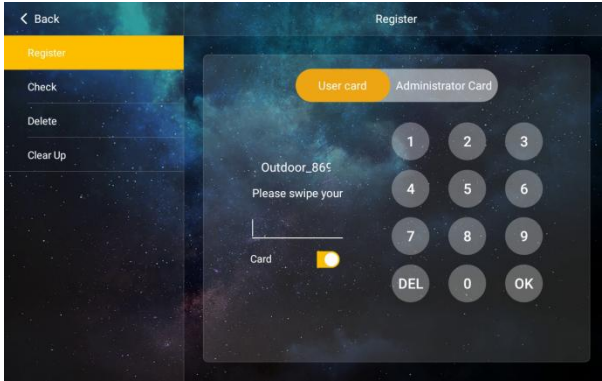 Back
Register
Register
Check
Delete
Clear Up
User card
Administrator Card
Outdoor_869
Please swipe your
Card
1 2 3
4 5 6
7 8 9
DEL 0 OK